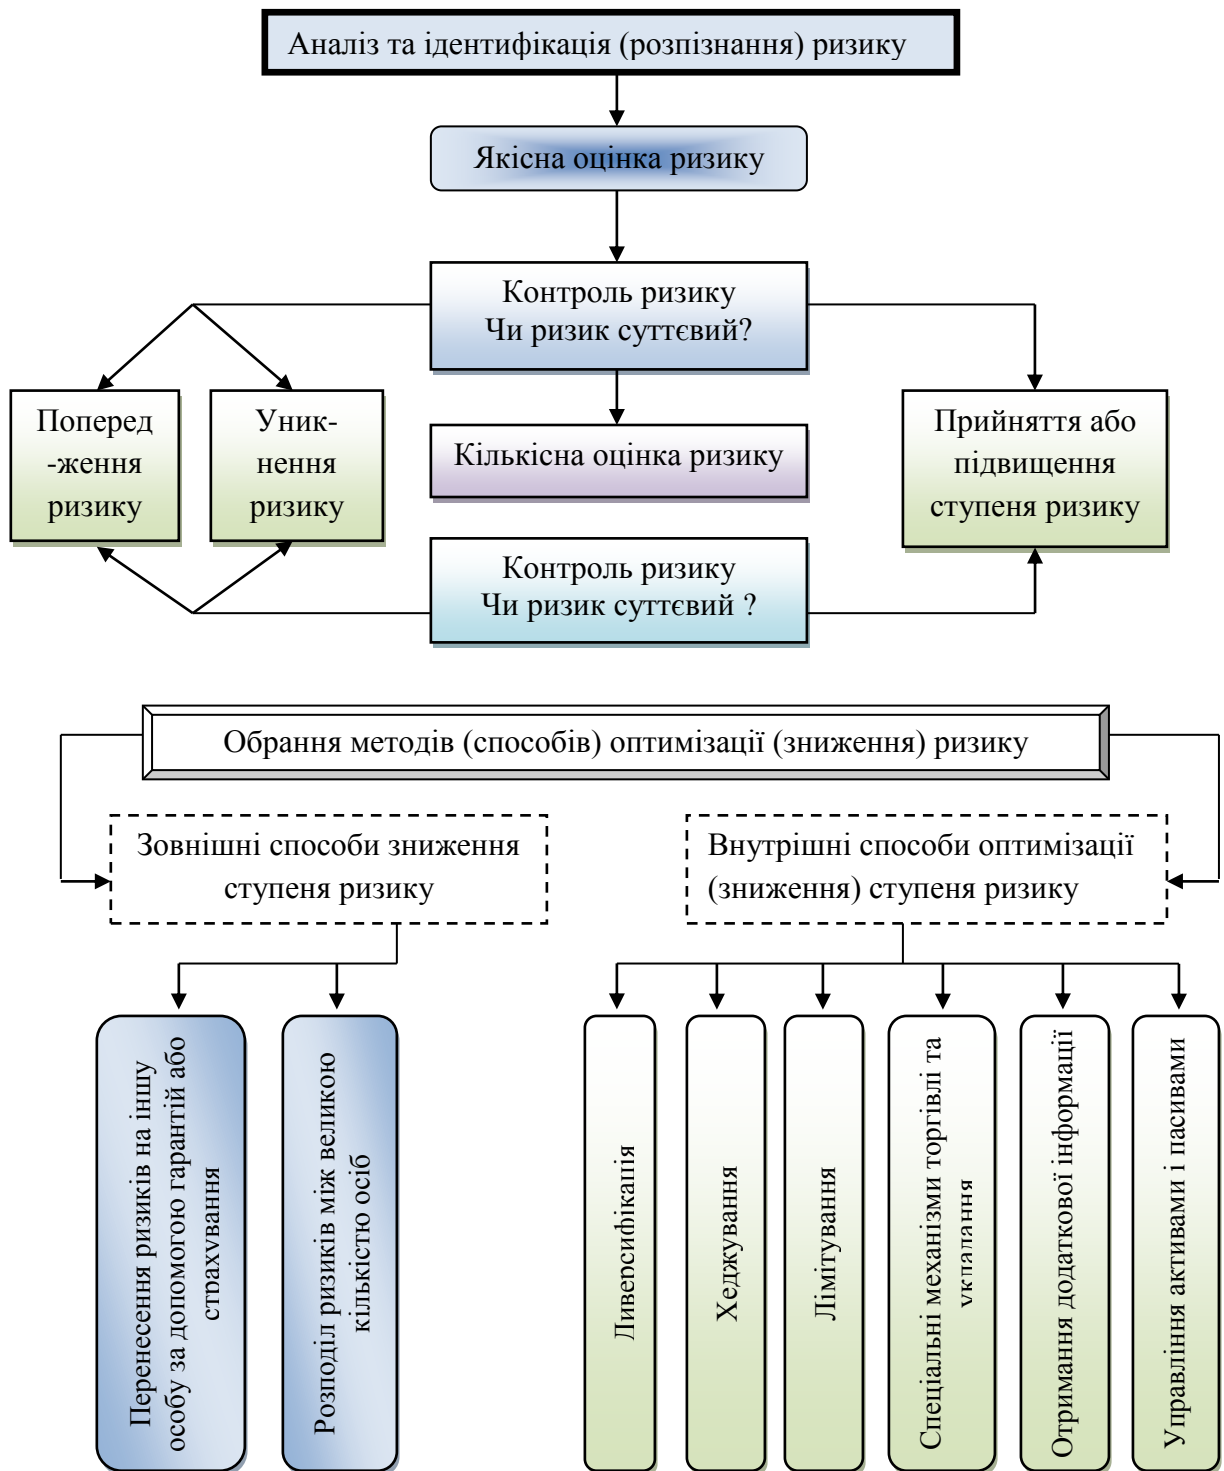 Аналіз та ідентифікація (розпізнання) ризику
Якісна оцінка ризику
Контроль ризику
Чи ризик суттєвий?
Поперед
-ження
ризику
Уник-
нення
ризику
Кількісна оцінка ризику
Прийняття або
підвищення
ступеня ризику
Контроль ризику
Чи ризик суттєвий ?
Обрання методів (способів) оптимізації (зниження) ризику
Зовнішні способи зниження
ступеня ризику
Внутрішні способи оптимізації
(зниження) ступеня ризику
Перенесення ризиків на іншу
особу за допомогою гарантій або
страхування
Розподіл ризиків між великою
кількістю осіб
Диверсифікація
Хеджування
Лімітування
Спеціальні механізми торгівлі та
укладання
Отримання додаткової інформації
Управління активами і пасивами